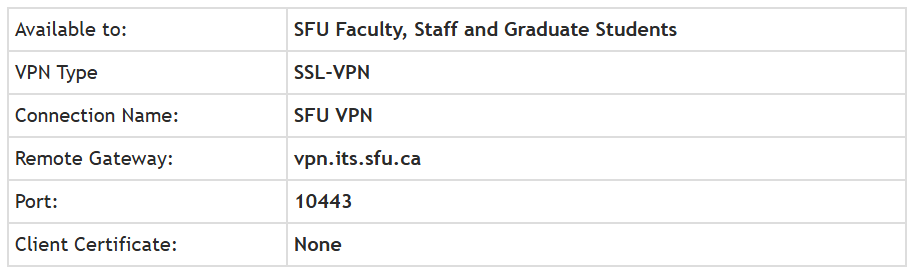 Available to: SFU Faculty, Staff and Graduate Students
VPN Type SSL-VPN
Connection Name: SFU VPN
Remote Gateway: vpn.its.sfu.ca
Port: 10443
Client Certificate: None